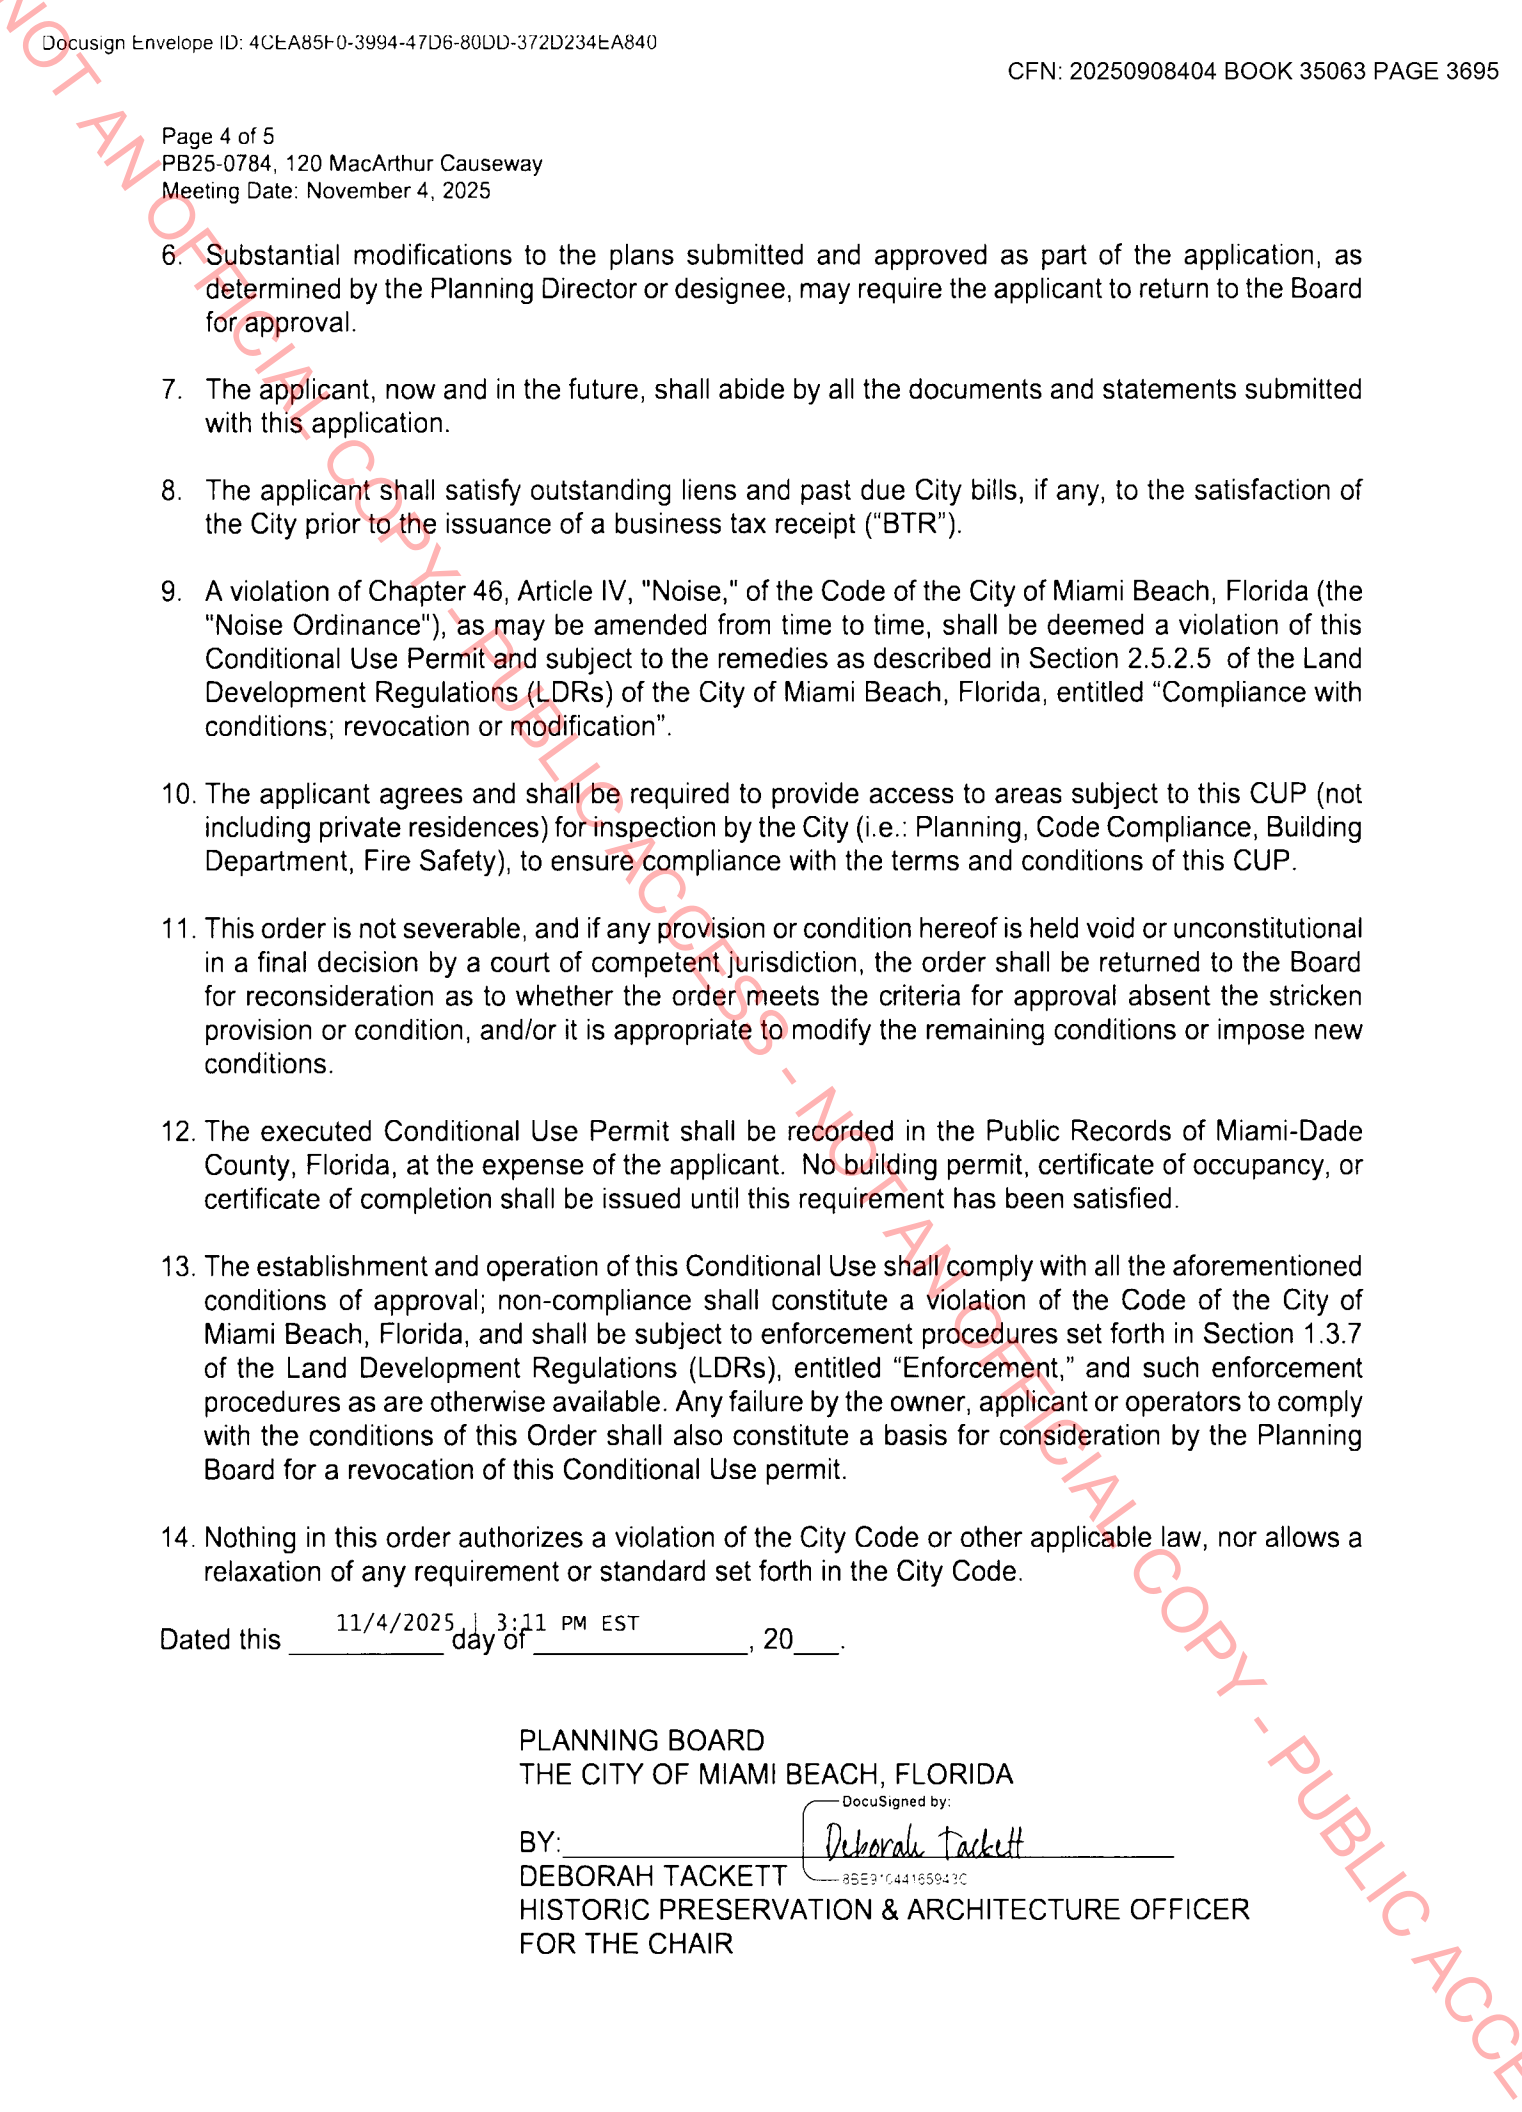 Docusign Envelope ID: 4CEA85F0-3994-47D6-80DD-372D234EA840
CFN: 20250908404 BOOK 35063 PAGE 3695
Page 4 of 5
PB25-0784, 120 MacArthur Causeway
Meeting Date: November 4, 2025
6. Substantial modifications to the plans submitted and approved as part of the application, as
determined by the Planning Director or designee, may require the applicant to return to the Board
for approval.
7. The applicant, now and in the future, shall abide by all the documents and statements submitted
with this application.
8. The applicant shall satisfy outstanding liens and past due City bills, if any, to the satisfaction of
the City prior to the issuance of a business tax receipt (“BTR”).
9. A violation of Chapter 46, Article IV, "Noise," of the Code of the City of Miami Beach, Florida (the
"Noise Ordinance"), as may be amended from time to time, shall be deemed a violation of this
Conditional Use Permit and subject to the remedies as described in Section 2.5.2.5 of the Land
Development Regulations (LDRs) of the City of Miami Beach, Florida, entitled “Compliance with
conditions; revocation or modification”.
10. The applicant agrees and shall be required to provide access to areas subject to this CUP (not
including private residences) for inspection by the City (i.e.: Planning, Code Compliance, Building
Department, Fire Safety), to ensure compliance with the terms and conditions of this CUP.
11. This order is not severable, and if any provision or condition hereof is held void or unconstitutional
in a final decision by a court of competent jurisdiction, the order shall be returned to the Board
for reconsideration as to whether the order meets the criteria for approval absent the stricken
provision or condition, and/or it is appropriate to modify the remaining conditions or impose new
conditions.
12. The executed Conditional Use Permit shall be recorded in the Public Records of Miami-Dade
County, Florida, at the expense of the applicant. No building permit, certificate of occupancy, or
certificate of completion shall be issued until this requirement has been satisfied.
13. The establishment and operation of this Conditional Use shall comply with all the aforementioned
conditions of approval; non-compliance shall constitute a violation of the Code of the City of
Miami Beach, Florida, and shall be subject to enforcement procedures set forth in Section 1.3.7
of the Land Development Regulations (LDRs), entitled “Enforcement,” and such enforcement
procedures as are otherwise available. Any failure by the owner, applicant or operators to comply
with the conditions of this Order shall also constitute a basis for consideration by the Planning
Board for a revocation of this Conditional Use permit.
14. Nothing in this order authorizes a violation of the City Code or other applicable law, nor allows a
relaxation of any requirement or standard set forth in the City Code.
11/4/2025 | 3:11 PM EST
Dated this ________ day of ____________, 20___.
PLANNING BOARD
THE CITY OF MIAMI BEACH, FLORIDA
DocuSigned by:
BY: Deborah Tackett
DEBORAH TACKETT
HISTORIC PRESERVATION & ARCHITECTURE OFFICER
FOR THE CHAIR
NOT AN OFFICIAL COPY - PUBLIC ACCESS - NOT AN OFFICIAL COPY - PUBLIC ACCE